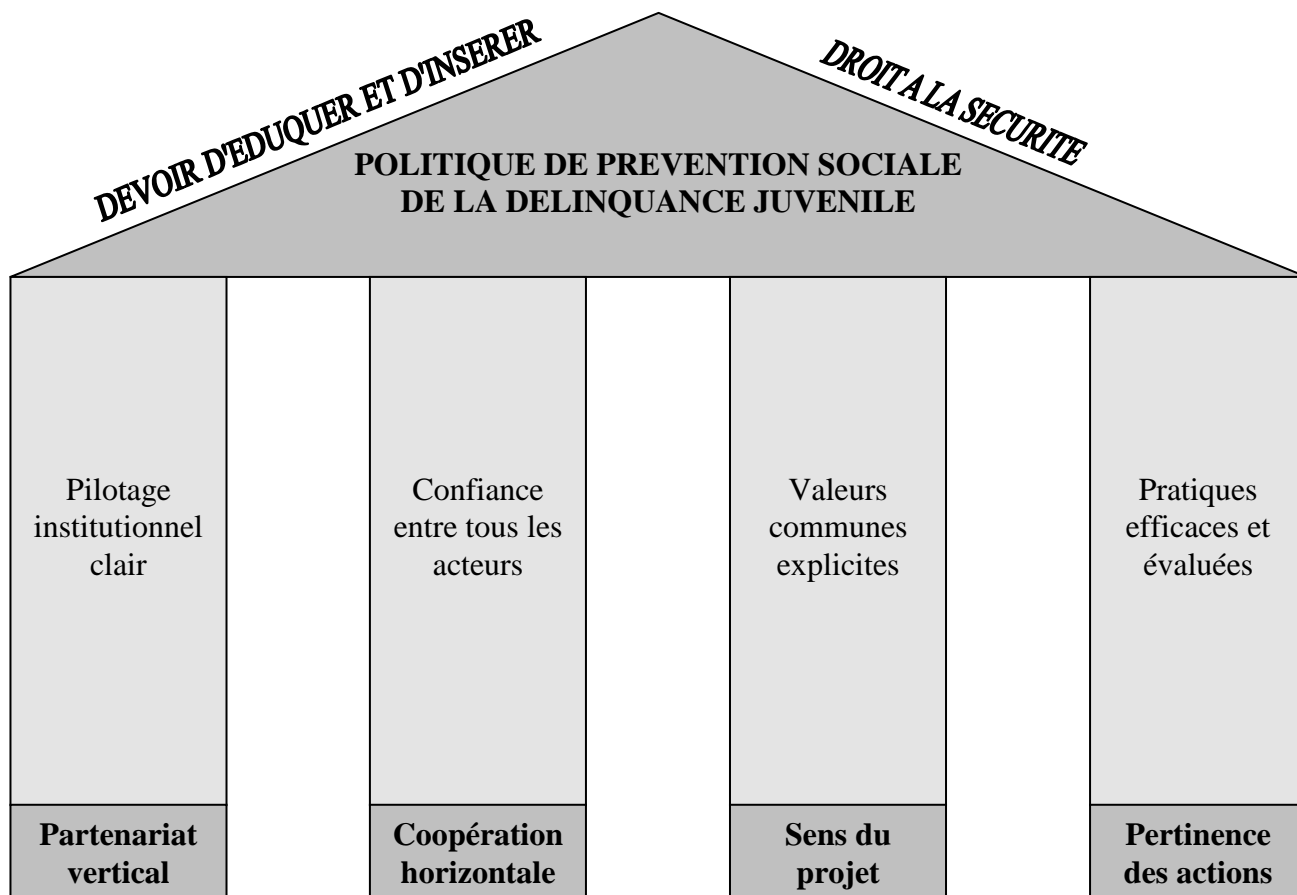 DEVOIR D'EDUQUER ET D'INSERER
DROIT A LA SECURITE
POLITIQUE DE PREVENTION SOCIALE
DE LA DELINQUANCE JUVENILE
Pilotage
institutionnel
clair
Confiance
entre tous les
acteurs
Valeurs
communes
explicites
Pratiques
efficaces et
évaluées
Partenariat
vertical
Coopération
horizontale
Sens du
projet
Pertinence
des actions